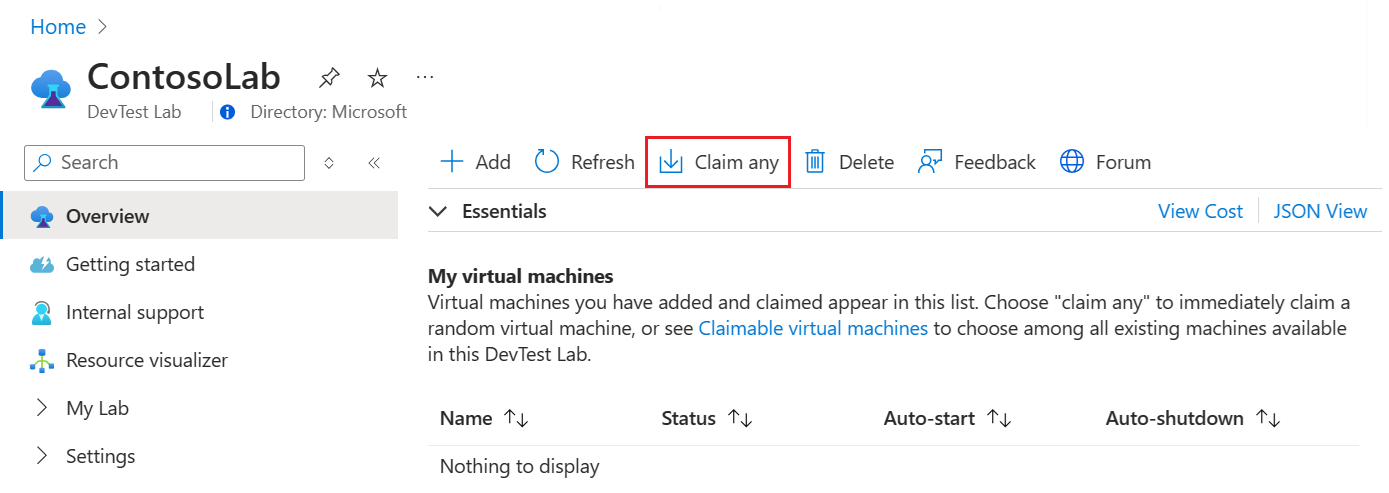 Home
ContosoLab
DevTest Lab Directory: Microsoft
Search
Add Refresh Claim any Delete Feedback Forum
Overview
Getting started
Internal support
Resource visualizer
My Lab
Settings
Essentials View Cost JSON View
My virtual machines
Virtual machines you have added and claimed appear in this list. Choose "claim any" to immediately claim a
random virtual machine, or see Claimable virtual machines to choose among all existing machines available
in this DevTest Lab.
Name Status Auto-start Auto-shutdown
Nothing to display